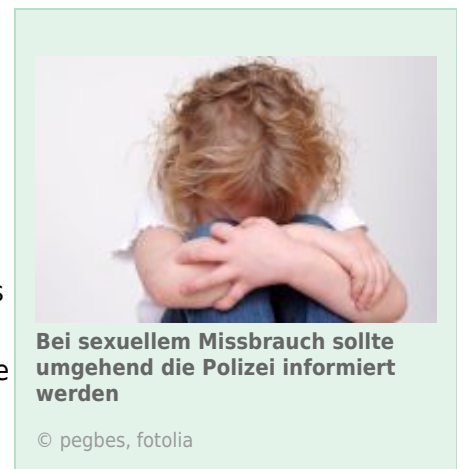 s
e
Bei sexuellem Missbrauch sollte
umgehend die Polizei informiert
werden
© pegbes, fotolia